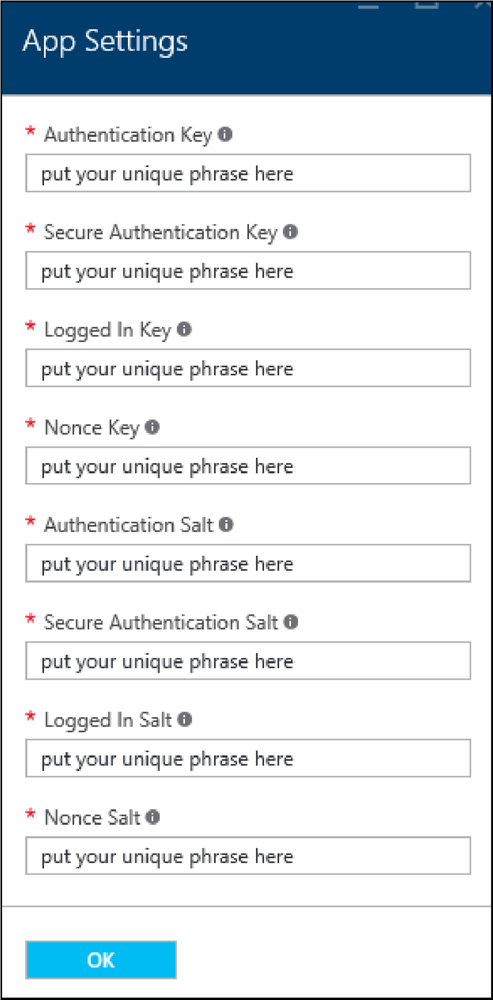 App Settings
* Authentication Key
put your unique phrase here
* Secure Authentication Key
put your unique phrase here
* Logged In Key
put your unique phrase here
* Nonce Key
put your unique phrase here
* Authentication Salt
put your unique phrase here
* Secure Authentication Salt
put your unique phrase here
* Logged In Salt
put your unique phrase here
* Nonce Salt
put your unique phrase here
OK